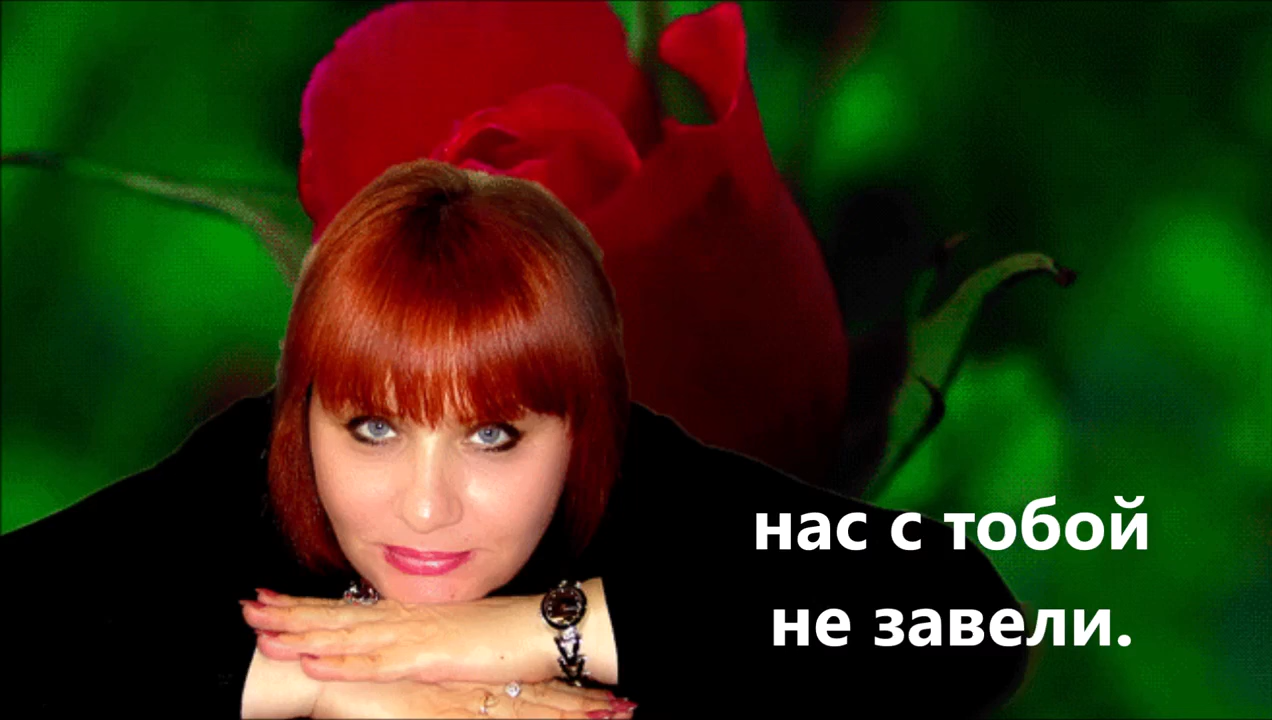 нас с тобой
не завели.